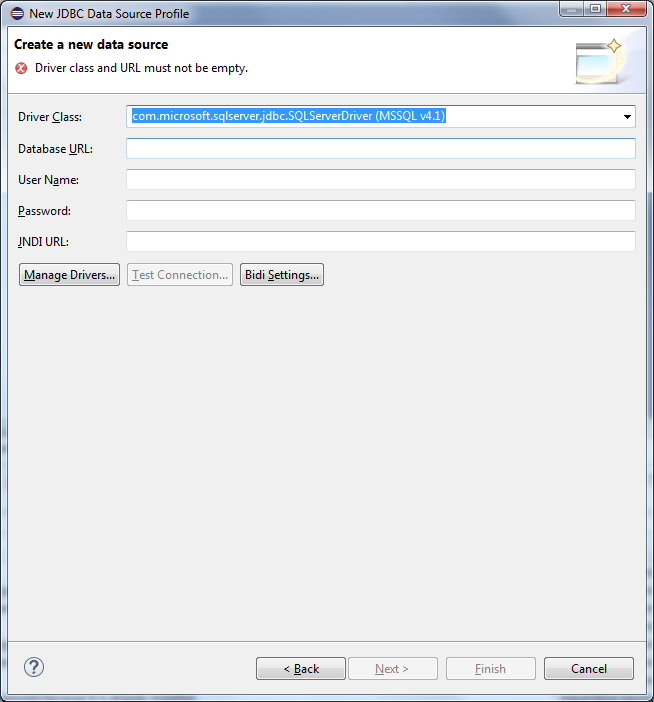 New JDBC Data Source Profile
Create a new data source
Driver class and URL must not be empty.
Driver Class: com.microsoft.sqlserver.jdbc.SQLServerDriver (MSSQL v4.1)
Database URL:
User Name:
Password:
JNDI URL:
Manage Drivers... Test Connection... Bidi Settings...
? < Back Next > Finish Cancel